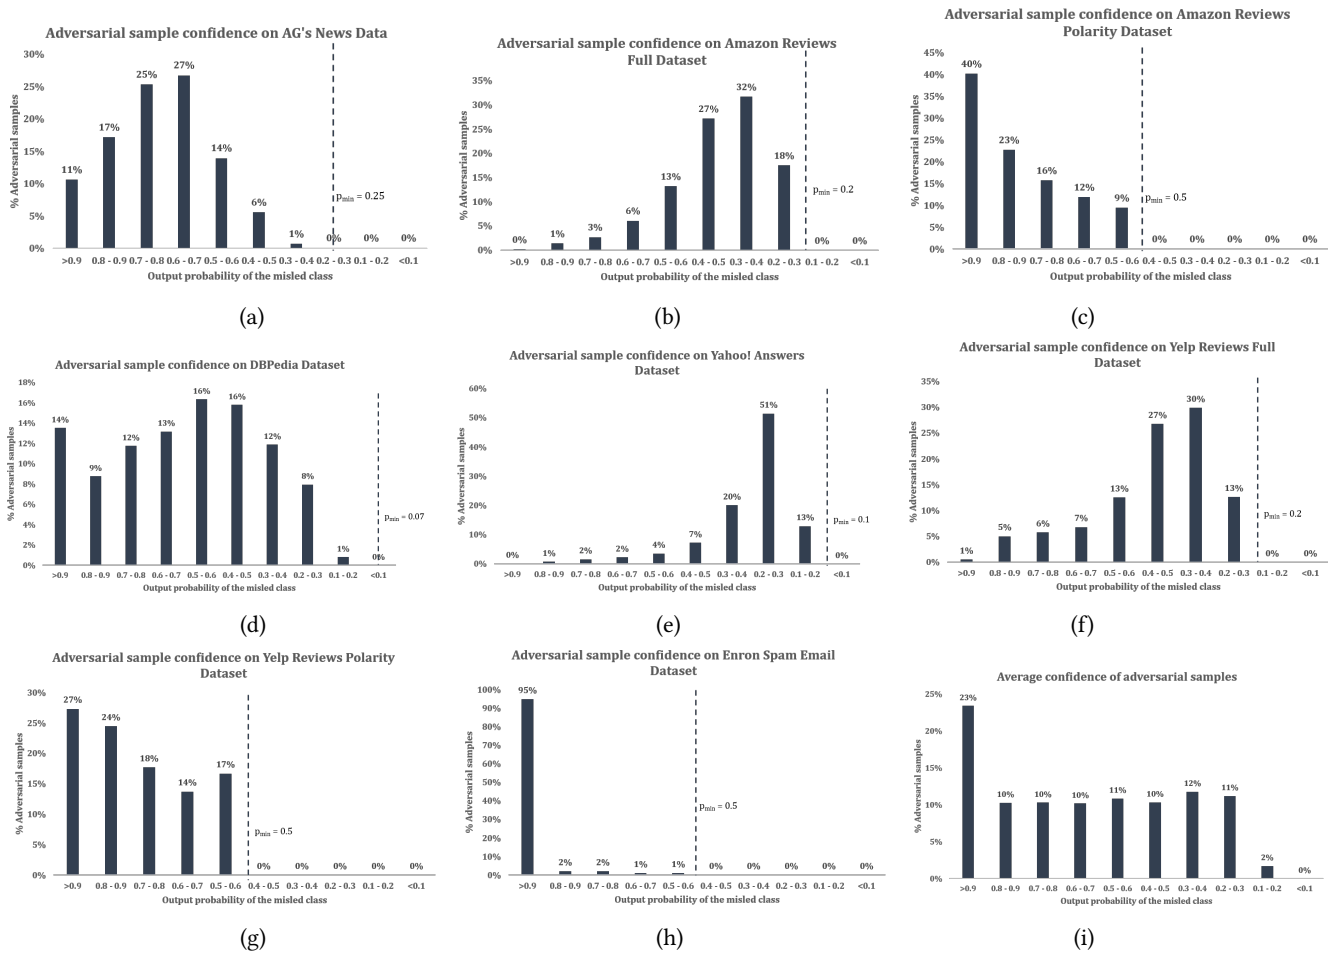 Adversarial sample confidence on AG's News Data
30%
25%
20%
15%
10%
5%
0%
% Adversarial samples
11%
17%
25%
27%
14%
6%
1%
0%
0%
0%
pmin = 0.25
>0.9
0.8 - 0.9
0.7 - 0.8
0.6 - 0.7
0.5 - 0.6
0.4 - 0.5
0.3 - 0.4
0.2 - 0.3
0.1 - 0.2
<0.1
Output probability of the misled class
(a)
Adversarial sample confidence on Amazon Reviews
Full Dataset
35%
30%
25%
20%
15%
10%
5%
0%
% Adversarial samples
0%
1%
3%
6%
13%
27%
32%
18%
0%
0%
pmin = 0.2
>0.9
0.8 - 0.9
0.7 - 0.8
0.6 - 0.7
0.5 - 0.6
0.4 - 0.5
0.3 - 0.4
0.2 - 0.3
0.1 - 0.2
<0.1
Output probability of the misled class
(b)
Adversarial sample confidence on Amazon Reviews
Polarity Dataset
45%
40%
35%
30%
25%
20%
15%
10%
5%
0%
% Adversarial samples
40%
23%
16%
12%
9%
0%
0%
0%
0%
0%
pmin = 0.5
>0.9
0.8 - 0.9
0.7 - 0.8
0.6 - 0.7
0.5 - 0.6
0.4 - 0.5
0.3 - 0.4
0.2 - 0.3
0.1 - 0.2
<0.1
Output probability of the misled class
(c)
Adversarial sample confidence on DBPedia Dataset
18%
16%
14%
12%
10%
8%
6%
4%
2%
0%
% Adversarial samples
14%
9%
12%
13%
16%
16%
12%
8%
1%
0%
pmin = 0.07
>0.9
0.8 - 0.9
0.7 - 0.8
0.6 - 0.7
0.5 - 0.6
0.4 - 0.5
0.3 - 0.4
0.2 - 0.3
0.1 - 0.2
<0.1
Output probability of the misled class
(d)
Adversarial sample confidence on Yahoo! Answers
Dataset
60%
50%
40%
30%
20%
10%
0%
% Adversarial samples
0%
1%
2%
2%
4%
7%
20%
51%
13%
0%
pmin = 0.1
>0.9
0.8 - 0.9
0.7 - 0.8
0.6 - 0.7
0.5 - 0.6
0.4 - 0.5
0.3 - 0.4
0.2 - 0.3
0.1 - 0.2
<0.1
Output probability of the misled class
(e)
Adversarial sample confidence on Yelp Reviews Full
Dataset
35%
30%
25%
20%
15%
10%
5%
0%
% Adversarial samples
1%
5%
6%
7%
13%
27%
30%
13%
0%
0%
pmin = 0.2
>0.9
0.8 - 0.9
0.7 - 0.8
0.6 - 0.7
0.5 - 0.6
0.4 - 0.5
0.3 - 0.4
0.2 - 0.3
0.1 - 0.2
<0.1
Output probability of the misled class
(f)
Adversarial sample confidence on Yelp Reviews Polarity
Dataset
30%
25%
20%
15%
10%
5%
0%
% Adversarial samples
27%
24%
18%
14%
17%
0%
0%
0%
0%
0%
pmin = 0.5
>0.9
0.8 - 0.9
0.7 - 0.8
0.6 - 0.7
0.5 - 0.6
0.4 - 0.5
0.3 - 0.4
0.2 - 0.3
0.1 - 0.2
<0.1
Output probability of the misled class
(g)
Adversarial sample confidence on Enron Spam Email
Dataset
100%
90%
80%
70%
60%
50%
40%
30%
20%
10%
0%
% Adversarial samples
95%
2%
2%
1%
1%
0%
0%
0%
0%
0%
pmin = 0.5
>0.9
0.8 - 0.9
0.7 - 0.8
0.6 - 0.7
0.5 - 0.6
0.4 - 0.5
0.3 - 0.4
0.2 - 0.3
0.1 - 0.2
<0.1
Output probability of the misled class
(h)
Average confidence of adversarial samples
25%
20%
15%
10%
5%
0%
% Adversarial samples
23%
10%
10%
10%
11%
10%
12%
11%
2%
0%
>0.9
0.8 - 0.9
0.7 - 0.8
0.6 - 0.7
0.5 - 0.6
0.4 - 0.5
0.3 - 0.4
0.2 - 0.3
0.1 - 0.2
<0.1
Output probability of the misled class
(i)